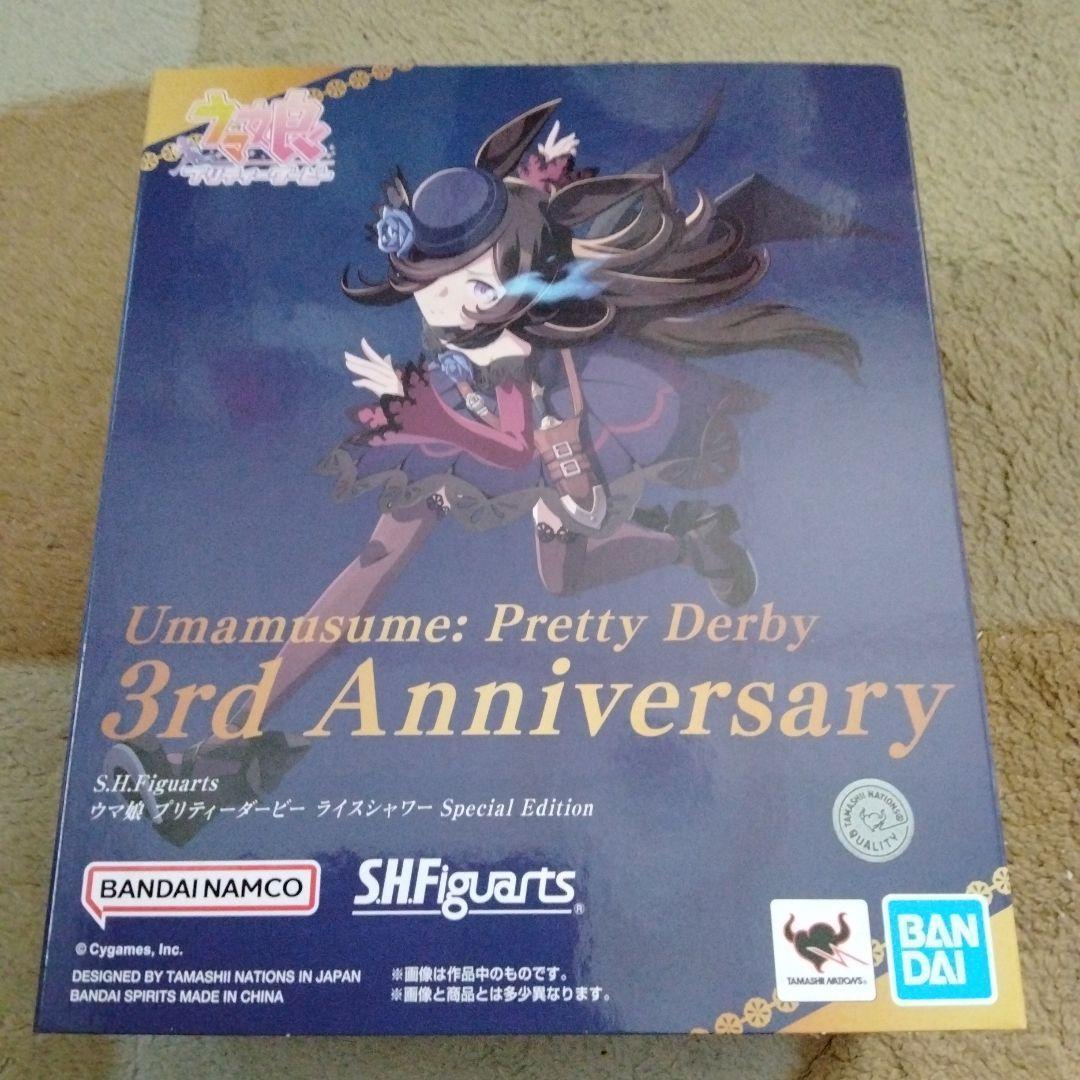 ウマ娘
プリティーダービー
Umamusume: Pretty Derby
3rd Anniversary
S.H.Figuarts
ウマ娘 プリティーダービー ライスシャワー Special Edition
TAMASHII NATIONS®
QUALITY
BANDAI NAMCO
S.H.Figuarts®
© Cygames, Inc.
DESIGNED BY TAMASHII NATIONS IN JAPAN
BANDAI SPIRITS MADE IN CHINA
※画像は作品中のものです。
※画像と商品とは多少異なります。
TAMASHII NATIONS®
BAN
DAI